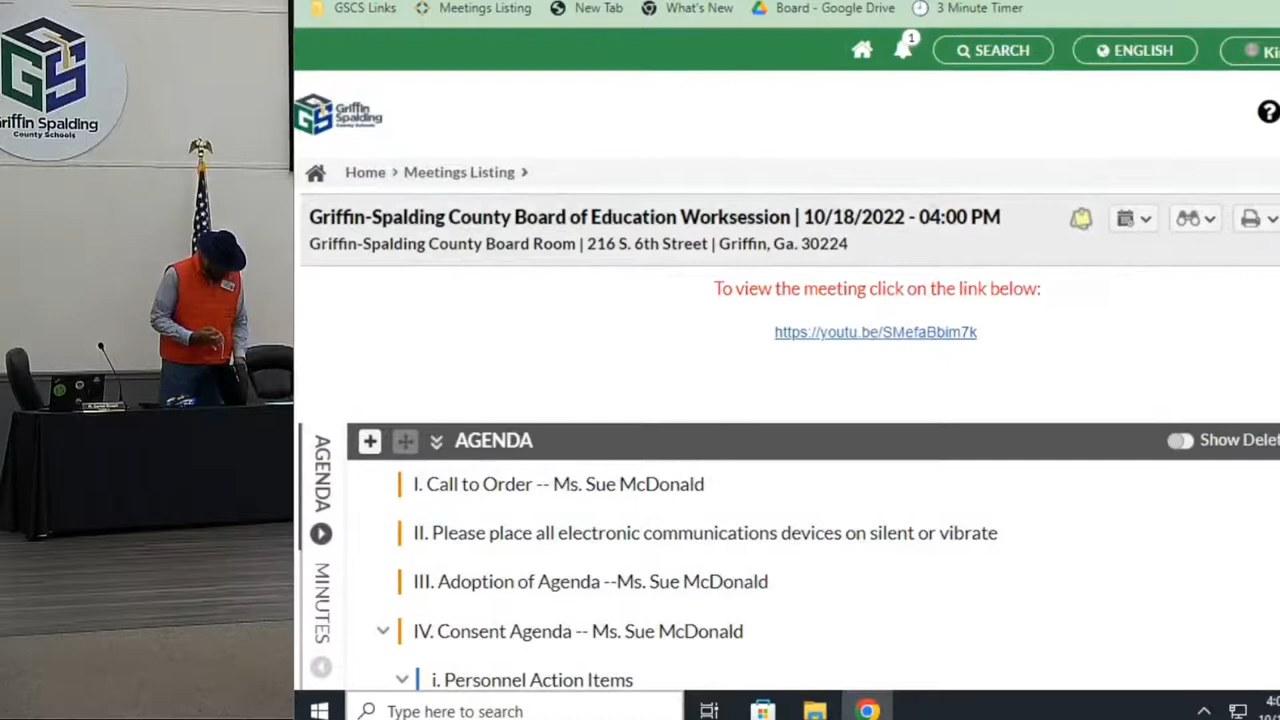 GSCS Links
Meetings Listing
New Tab
What's New
Board - Google Drive
3 Minute Timer
1
SEARCH
ENGLISH
Griffin Spalding
County Schools
Griffin
Spalding
County Schools
?
Home > Meetings Listing >
Griffin-Spalding County Board of Education Worksession | 10/18/2022 - 04:00 PM
Griffin-Spalding County Board Room | 216 S. 6th Street | Griffin, Ga. 30224
To view the meeting click on the link below:
https://youtu.be/SMefaBbim7k
AGENDA
AGENDA
Show Delet
I. Call to Order -- Ms. Sue McDonald
II. Please place all electronic communications devices on silent or vibrate
III. Adoption of Agenda --Ms. Sue McDonald
MINUTES
IV. Consent Agenda -- Ms. Sue McDonald
i. Personnel Action Items
Type here to search